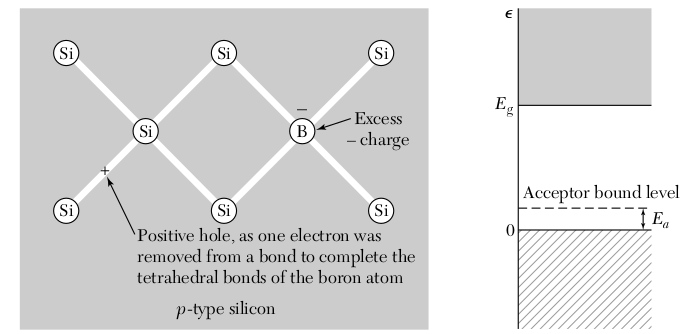 Si
Si
Si
Si
B
−
Excess
– charge
+
Si
Si
Si
Positive hole, as one electron was
removed from a bond to complete the
tetrahedral bonds of the boron atom
p-type silicon
ϵ
E_g
Acceptor bound level
E_a
0